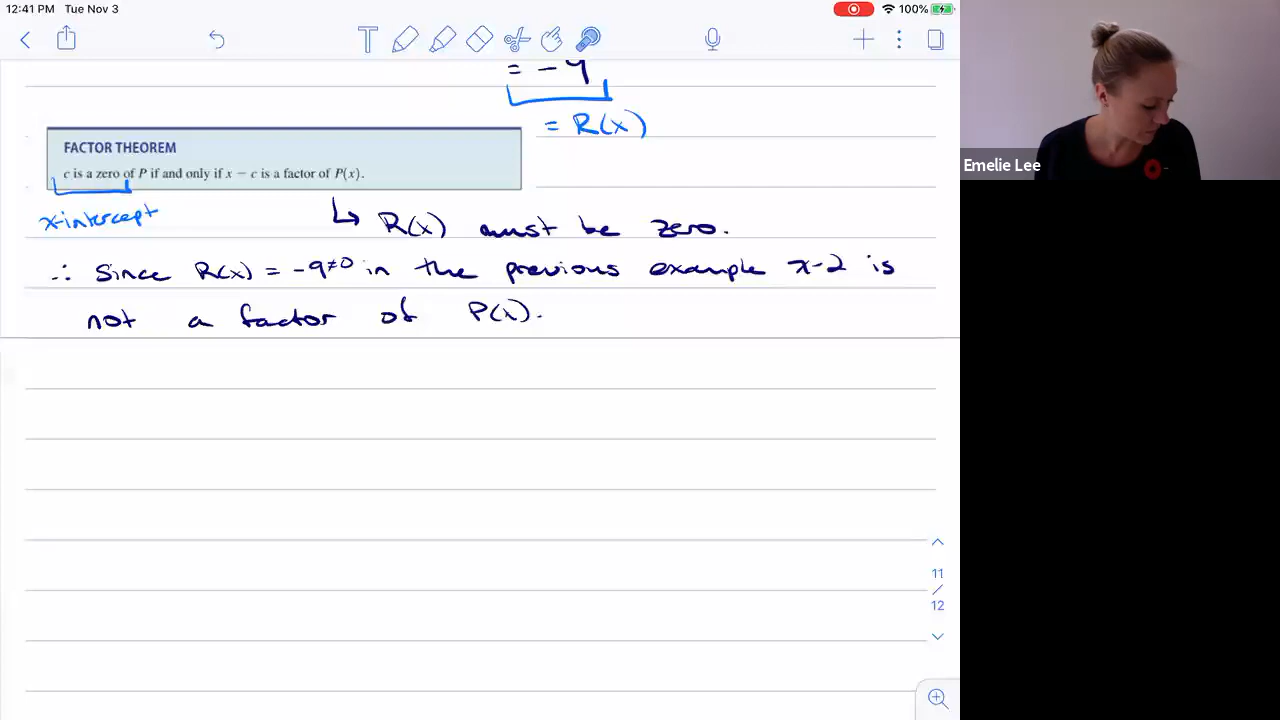 12:41 PM Tue Nov 3
100%
= -9
= R(x)
FACTOR THEOREM
c is a zero of P if and only if x − c is a factor of P(x).
x-intercept
↳ R(x) must be zero.
∴ Since R(x) = -9≠0 in the previous example x-2 is
not a factor of P(x).
Emelie Lee
11
/
12